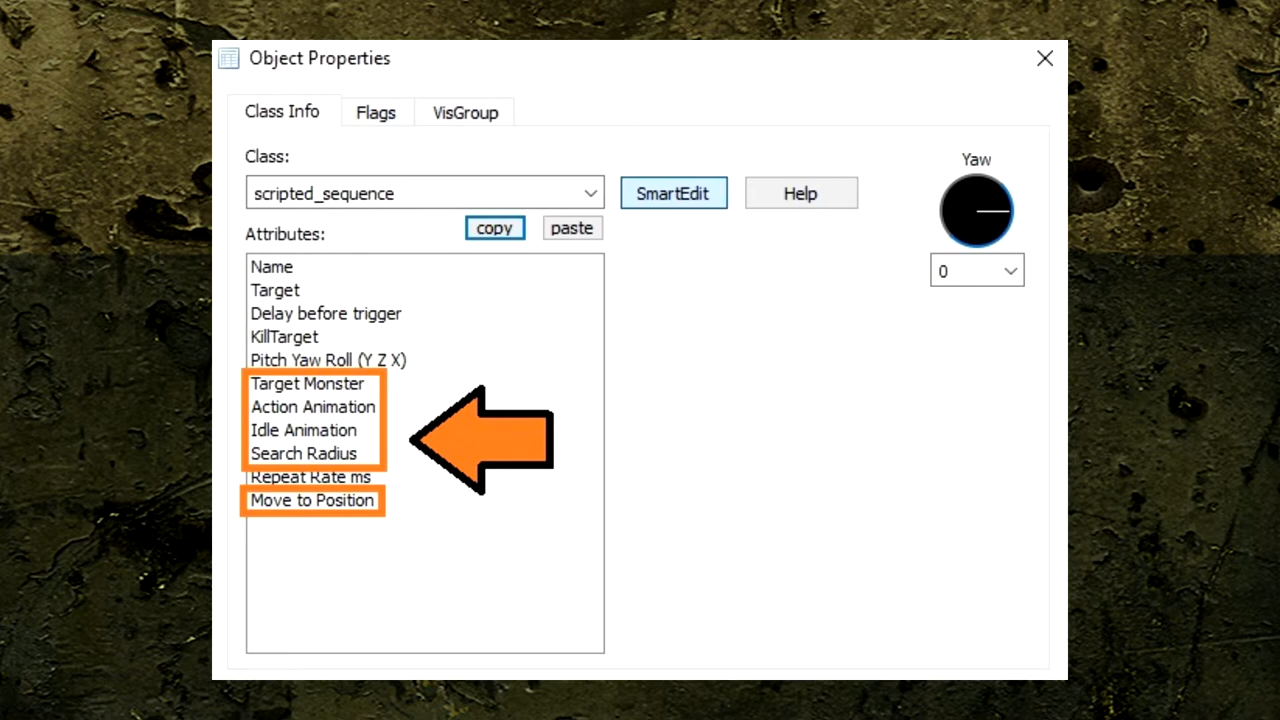 Object Properties
Class Info Flags VisGroup
Class:
Yaw
scripted_sequence SmartEdit Help
copy paste
Attributes:
0
Name
Target
Delay before trigger
KillTarget
Pitch Yaw Roll (Y Z X)
Target Monster
Action Animation
Idle Animation
Search Radius
Repeat Rate ms
Move to Position